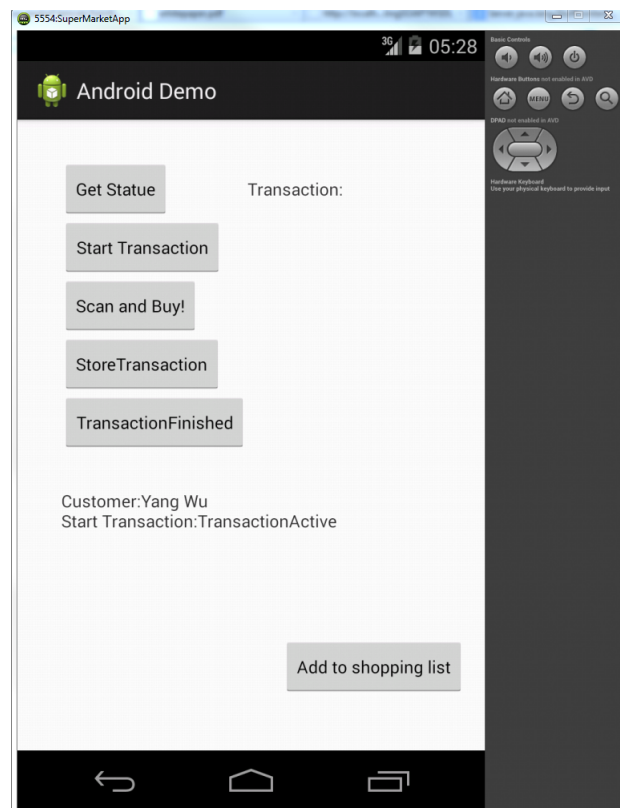 5554:SuperMarketApp
3G 05:28
Android Demo
Get Statue
Transaction:
Start Transaction
Scan and Buy!
StoreTransaction
TransactionFinished
Customer:Yang Wu
Start Transaction:TransactionActive
Add to shopping list
Basic Controls
Hardware Buttons not enabled in AVD
MENU
DPAD not enabled in AVD
Hardware Keyboard
Use your physical keyboard to provide input